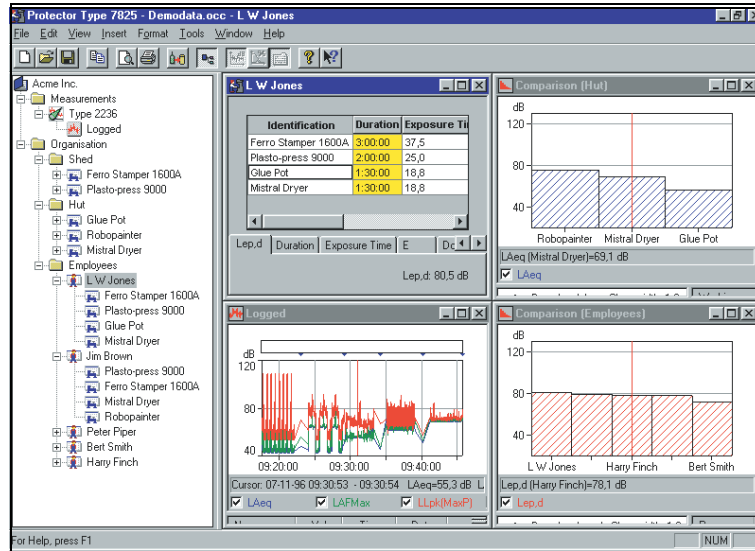 Protector Type 7825 - Demodata.occ - L W Jones
File Edit View Insert Format Tools Window Help
Acme Inc.
Measurements
Type 2236
Logged
Organisation
Shed
Ferro Stamper 1600A
Plasto-press 9000
Hut
Glue Pot
Robopainter
Mistral Dryer
Employees
L W Jones
Ferro Stamper 1600A
Plasto-press 9000
Glue Pot
Mistral Dryer
Jim Brown
Plasto-press 9000
Ferro Stamper 1600A
Mistral Dryer
Robopainter
Peter Piper
Bert Smith
Harry Finch
L W Jones
Identification Duration Exposure Ti
Ferro Stamper 1600A 3:00:00 37,5
Plasto-press 9000 2:00:00 25,0
Glue Pot 1:30:00 18,8
Mistral Dryer 1:30:00 18,8
Lep,d Duration Exposure Time E
Lep,d: 80,5 dB
Comparison (Hut)
dB
120
80
40
Robopainter Mistral Dryer Glue Pot
LAeq (Mistral Dryer)=69,1 dB
LAeq
Logged
dB
120
80
40
09:20:00 09:30:00 09:40:00
Cursor: 07-11-96 09:30:53 - 09:30:54 LAeq=55,3 dB L
LAeq LAFMax LLpk(MaxP)
Comparison (Employees)
dB
120
80
40
L W Jones Harry Finch Bert Smith
Lep,d (Harry Finch)=78,1 dB
Lep,d
For Help, press F1
NUM